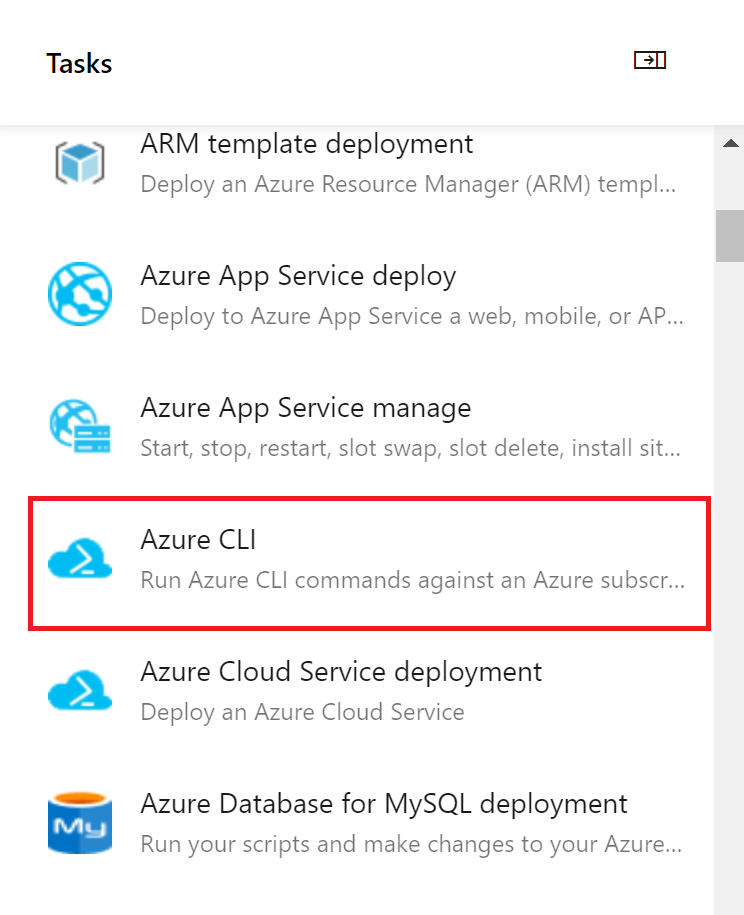 Tasks
ARM template deployment
Deploy an Azure Resource Manager (ARM) templ...
Azure App Service deploy
Deploy to Azure App Service a web, mobile, or AP...
Azure App Service manage
Start, stop, restart, slot swap, slot delete, install sit...
Azure CLI
Run Azure CLI commands against an Azure subscr...
Azure Cloud Service deployment
Deploy an Azure Cloud Service
Azure Database for MySQL deployment
My
Run your scripts and make changes to your Azure...